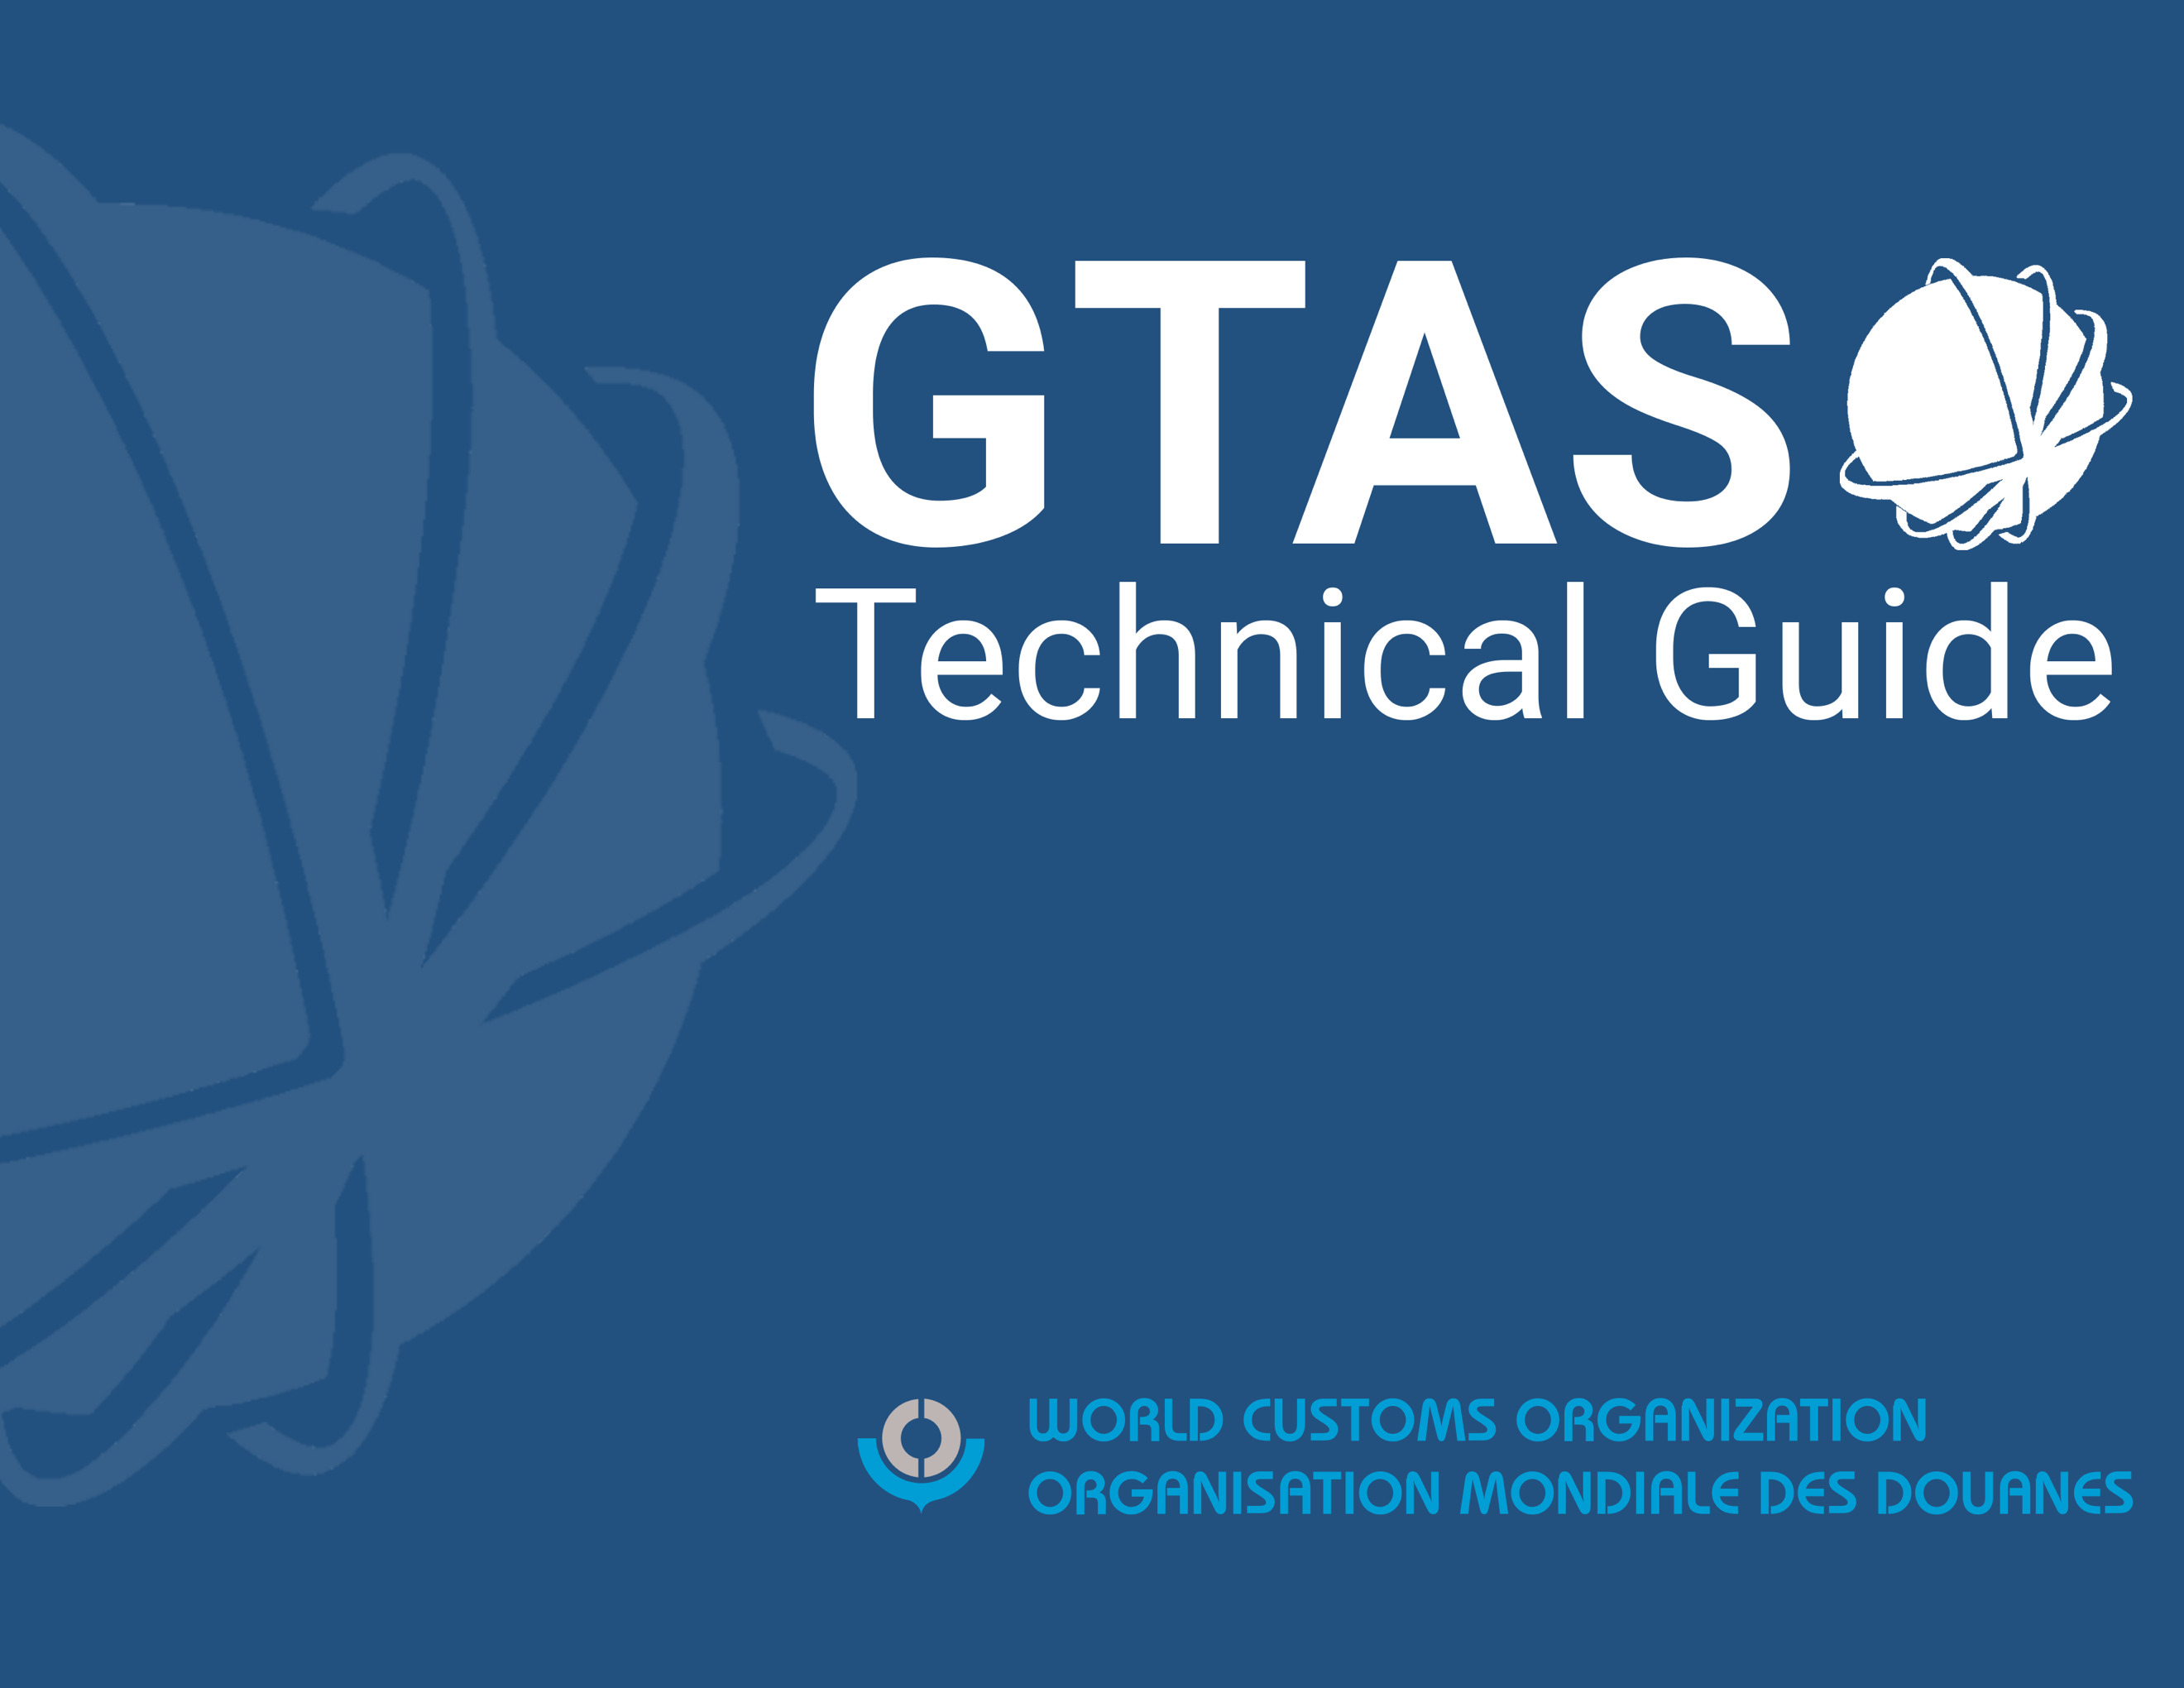 GTAS
Technical Guide
WORLD CUSTOMS ORGANIZATION
ORGANISATION MONDIALE DES DOUANES